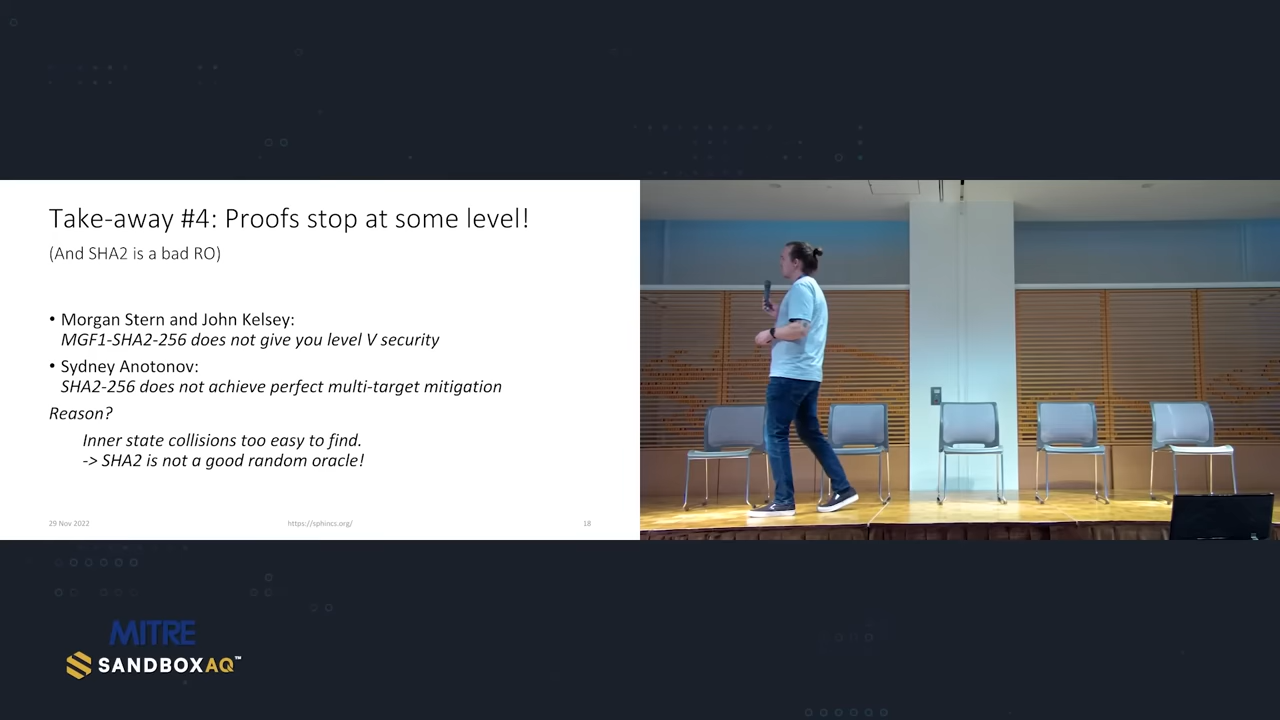 Take-away #4: Proofs stop at some level!
(And SHA2 is a bad RO)
• Morgan Stern and John Kelsey:
MGF1-SHA2-256 does not give you level V security
• Sydney Anotonov:
SHA2-256 does not achieve perfect multi-target mitigation
Reason?
Inner state collisions too easy to find.
-> SHA2 is not a good random oracle!
29 Nov 2022
https://sphincs.org/
18
MITRE
SANDBOXAQ™